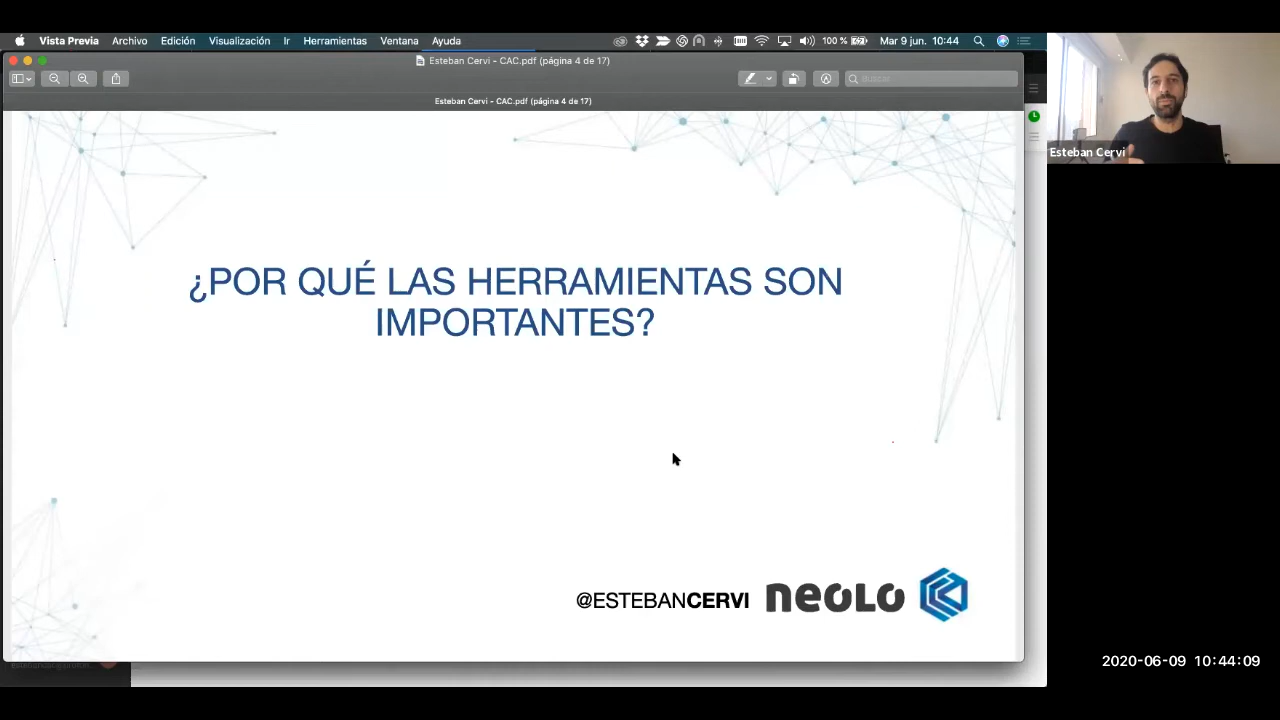 Vista Previa Archivo Edición Visualización Ir Herramientas Ventana Ayuda 100 % Mar 9 jun. 10:44
Esteban Cervi - CAC.pdf (página 4 de 17)
Buscar
Esteban Cervi - CAC.pdf (página 4 de 17)
Esteban Cervi
¿POR QUÉ LAS HERRAMIENTAS SON
IMPORTANTES?
@ESTEBANCERVI neolo
2020-06-09 10:44:09